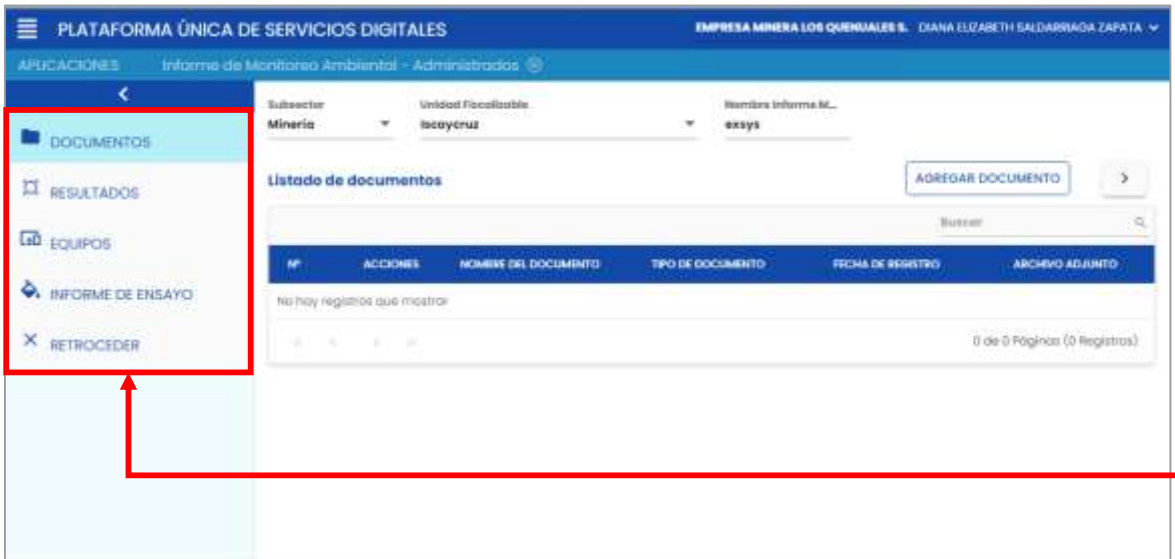 PLATAFORMA ÚNICA DE SERVICIOS DIGITALES EMPRESA MINERA LOS QUENUALES S. DIANA ELIZABETH SALDARRIAGA ZAPATA
APLICACIONES Informe de Monitoreo Ambiental - Administrados
DOCUMENTOS
RESULTADOS
EQUIPOS
INFORME DE ENSAYO
RETROCEDER
Subsector Unidad Fiscalizable Nombre Informe M...
Minería Iscaycruz exsys
Listado de documentos AGREGAR DOCUMENTO
Buscar
N° ACCIONES NOMBRE DEL DOCUMENTO TIPO DE DOCUMENTO FECHA DE REGISTRO ARCHIVO ADJUNTO
No hay registros que mostrar
0 de 0 Páginas (0 Registros)